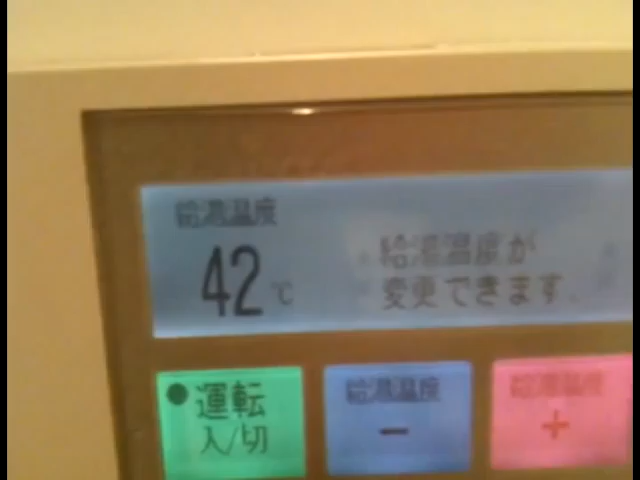 給湯温度
42℃
給湯温度が
変更できます
運転
入/切
給湯温度
-
給湯温度
+